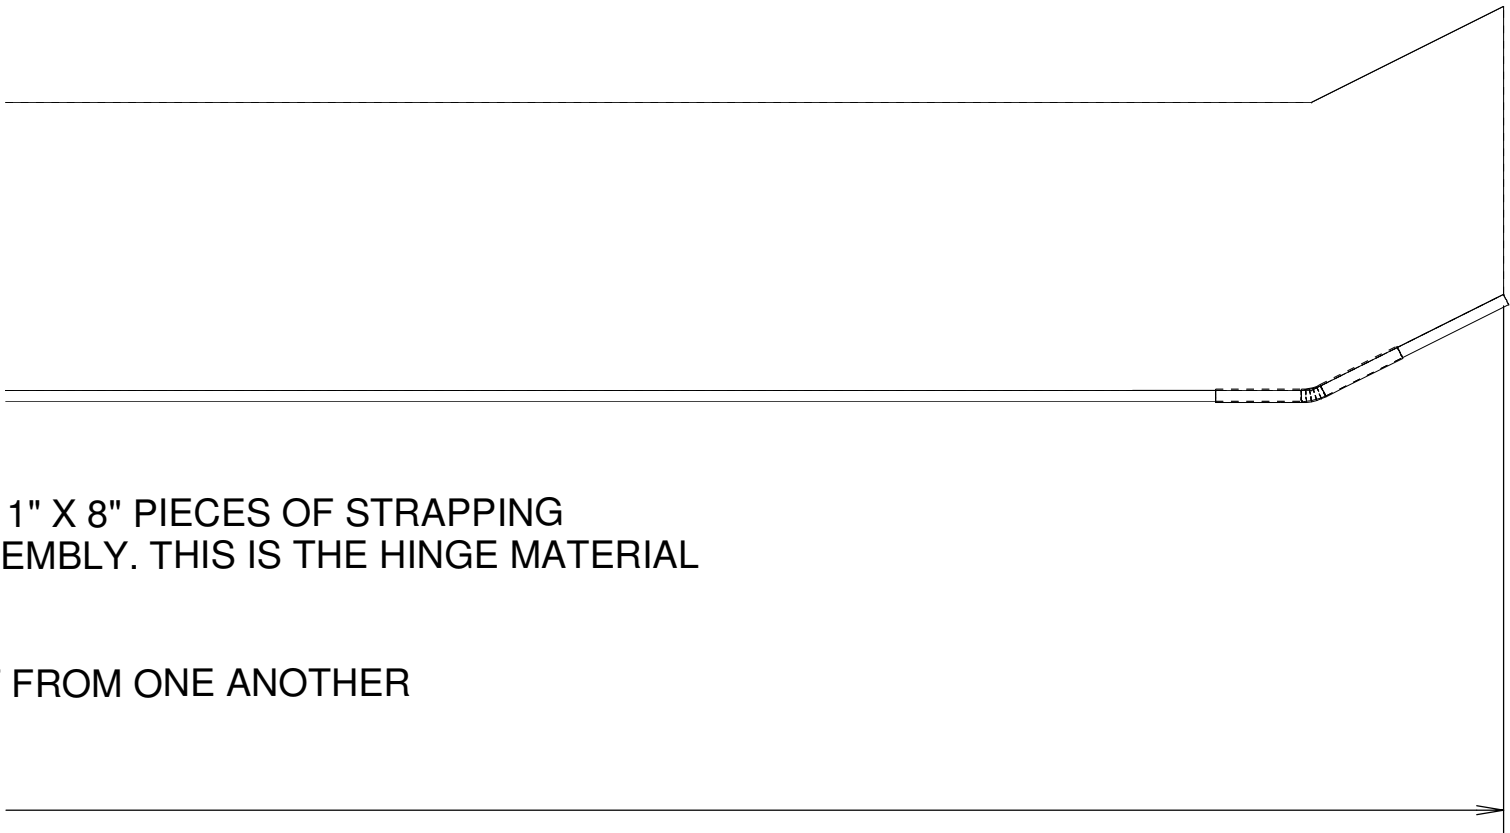 1" X 8" PIECES OF STRAPPING
EMBLY. THIS IS THE HINGE MATERIAL
FROM ONE ANOTHER